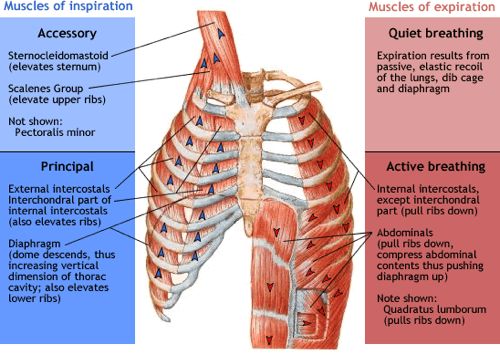 Muscles of inspiration
Accessory
Sternocleidomastoid
(elevates sternum)
Scalenes Group
(elevate upper ribs)
Not shown:
Pectoralis minor
Principal
External intercostals
Interchondral part of
internal intercostals
(also elevates ribs)
Diaphragm
(dome descends, thus
increasing vertical
dimension of thorac
cavity; also elevates
lower ribs)
Muscles of expiration
Quiet breathing
Expiration results from
passive, elastic recoil
of the lungs, dib cage
and diaphragm
Active breathing
Internal intercostals,
except interchondral
part (pull ribs down)
Abdominals
(pull ribs down,
compress abdominal
contents thus pushing
diaphragm up)
Note shown:
Quadratus lumborum
(pulls ribs down)